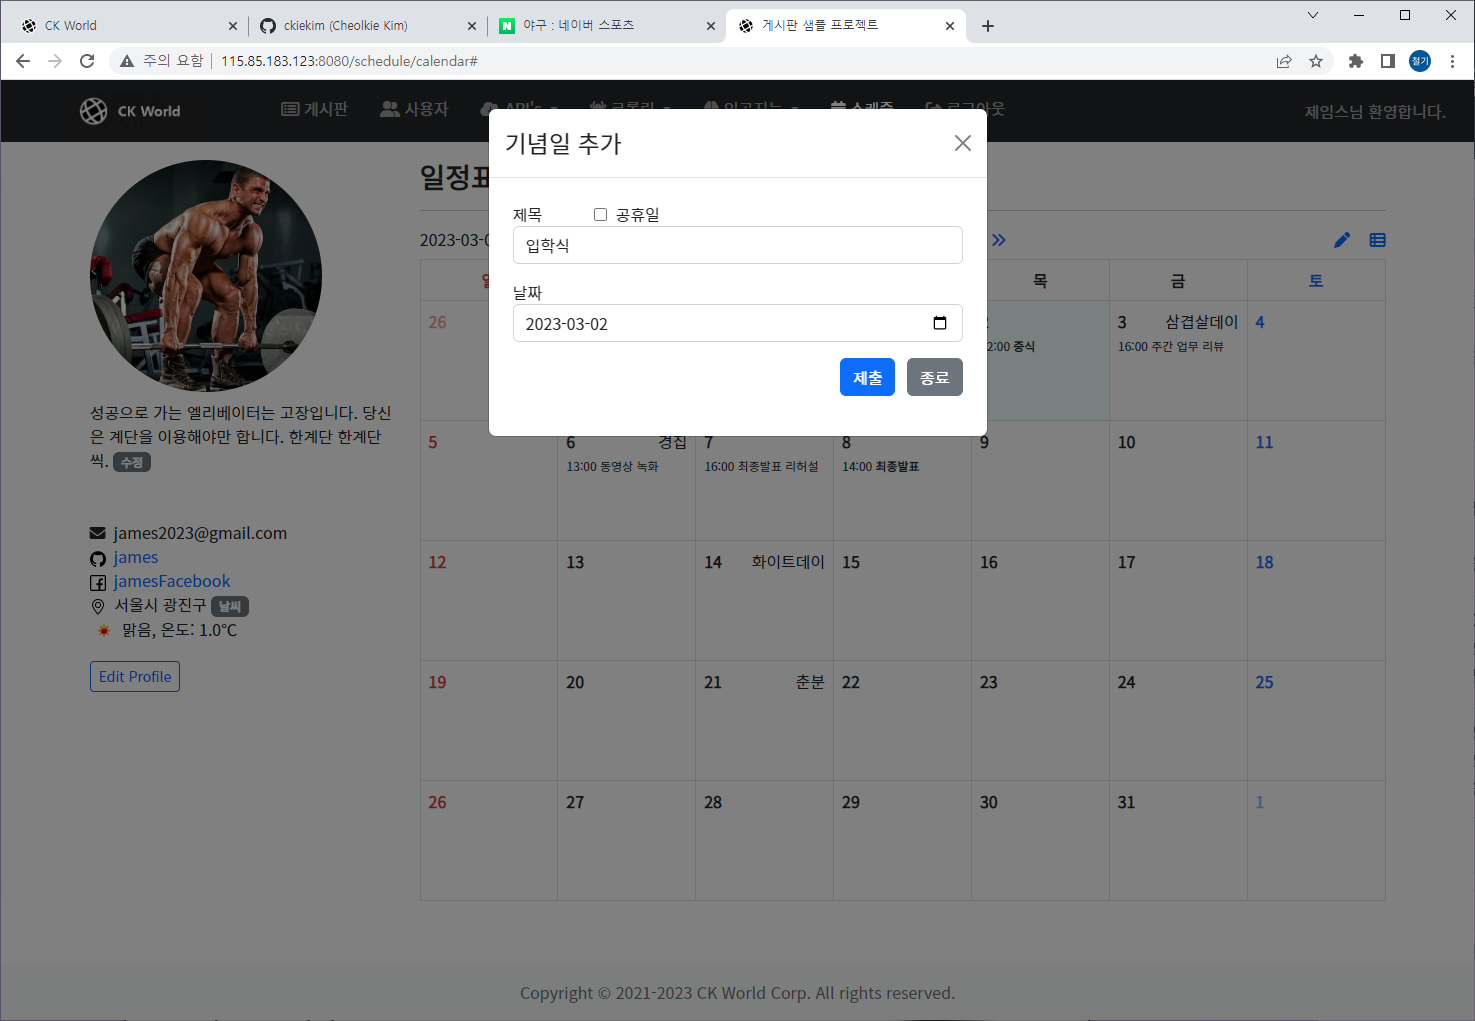 CK World
ckiekim (Cheolkie Kim)
야구 : 네이버 스포츠
게시판 샘플 프로젝트
주의 요함
115.85.183.123:8080/schedule/calendar#
철기
CK World
게시판
사용자
API's
크롤링
인공지능
스케줄
로그아웃
제임스님 환영합니다.
기념일 추가
제목
공휴일
입학식
날짜
2023-03-02
제출
종료
성공으로 가는 엘리베이터는 고장입니다. 당신
은 계단을 이용해야만 합니다. 한계단 한계단
씩. 수정
james2023@gmail.com
james
jamesFacebook
서울시 광진구 날씨
맑음, 온도: 1.0℃
Edit Profile
일정표
2023-03-0
목 금 토
26
2:00 중식
3 삼겹살데이
16:00 주간 업무 리뷰
4
5
6 경칩
13:00 동영상 녹화
7
16:00 최종발표 리허설
8
14:00 최종발표
9 10 11
12 13 14 화이트데이 15 16 17 18
19 20 21 춘분 22 23 24 25
26 27 28 29 30 31 1
Copyright © 2021-2023 CK World Corp. All rights reserved.